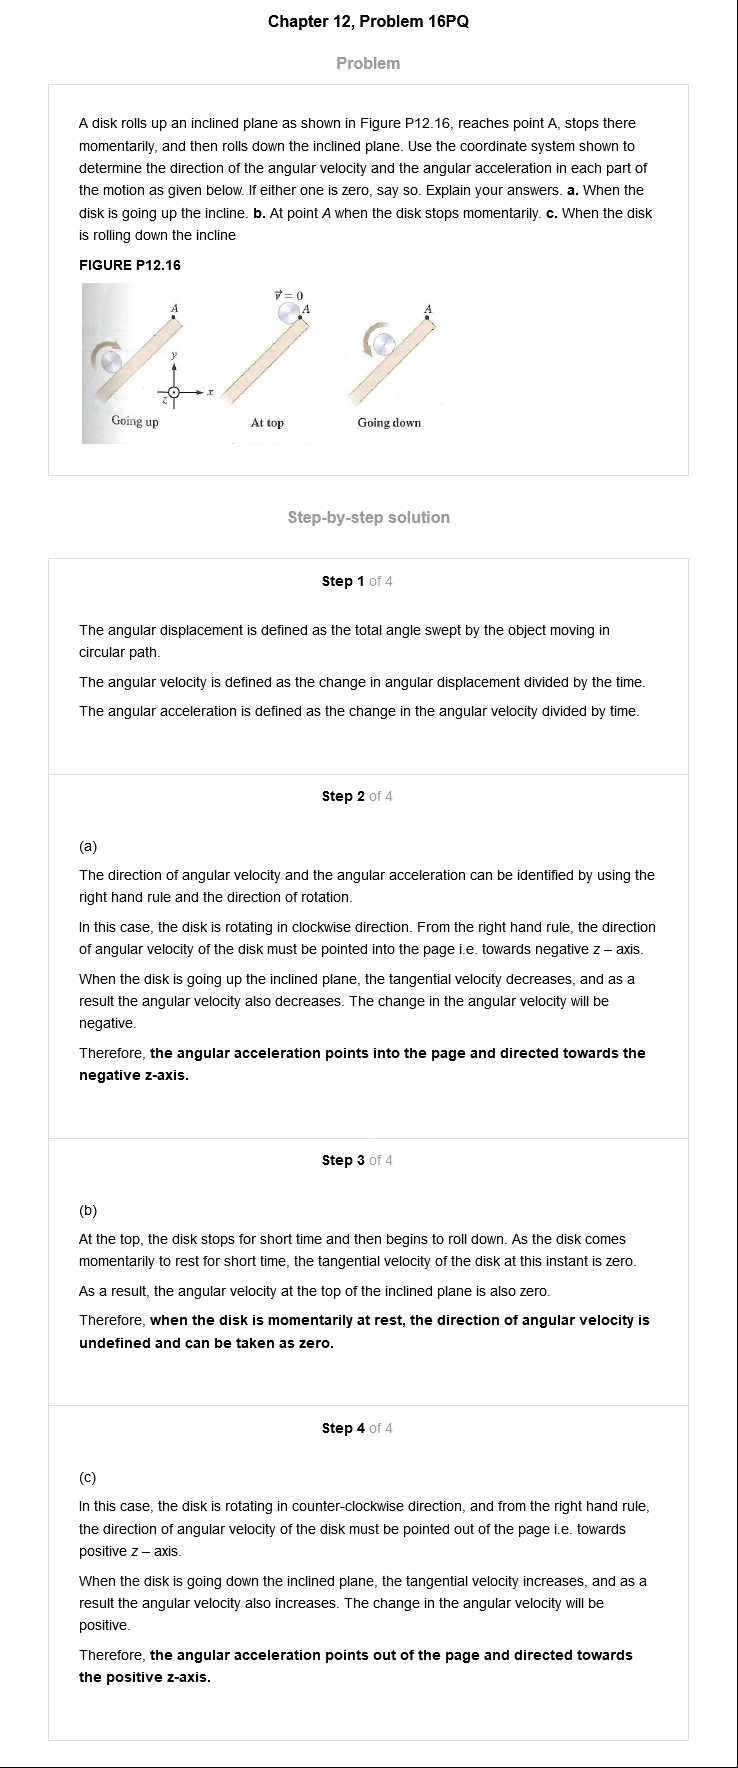 Chapter 12, Problem 16PQ
Problem
A disk rolls up an inclined plane as shown in Figure P12.16, reaches point A, stops there
momentarily, and then rolls down the inclined plane. Use the coordinate system shown to
determine the direction of the angular velocity and the angular acceleration in each part of
the motion as given below. If either one is zero, say so. Explain your answers. a. When the
disk is going up the incline. b. At point A when the disk stops momentarily. c. When the disk
is rolling down the incline
FIGURE P12.16
v⃗ = 0
A
A
A
y
x
z
Going up
At top
Going down
Step-by-step solution
Step 1 of 4
The angular displacement is defined as the total angle swept by the object moving in
circular path.
The angular velocity is defined as the change in angular displacement divided by the time.
The angular acceleration is defined as the change in the angular velocity divided by time.
Step 2 of 4
(a)
The direction of angular velocity and the angular acceleration can be identified by using the
right hand rule and the direction of rotation.
In this case, the disk is rotating in clockwise direction. From the right hand rule, the direction
of angular velocity of the disk must be pointed into the page i.e. towards negative z – axis.
When the disk is going up the inclined plane, the tangential velocity decreases, and as a
result the angular velocity also decreases. The change in the angular velocity will be
negative.
Therefore, the angular acceleration points into the page and directed towards the
negative z-axis.
Step 3 of 4
(b)
At the top, the disk stops for short time and then begins to roll down. As the disk comes
momentarily to rest for short time, the tangential velocity of the disk at this instant is zero.
As a result, the angular velocity at the top of the inclined plane is also zero.
Therefore, when the disk is momentarily at rest, the direction of angular velocity is
undefined and can be taken as zero.
Step 4 of 4
(c)
In this case, the disk is rotating in counter-clockwise direction, and from the right hand rule,
the direction of angular velocity of the disk must be pointed out of the page i.e. towards
positive z – axis.
When the disk is going down the inclined plane, the tangential velocity increases, and as a
result the angular velocity also increases. The change in the angular velocity will be
positive.
Therefore, the angular acceleration points out of the page and directed towards
the positive z-axis.